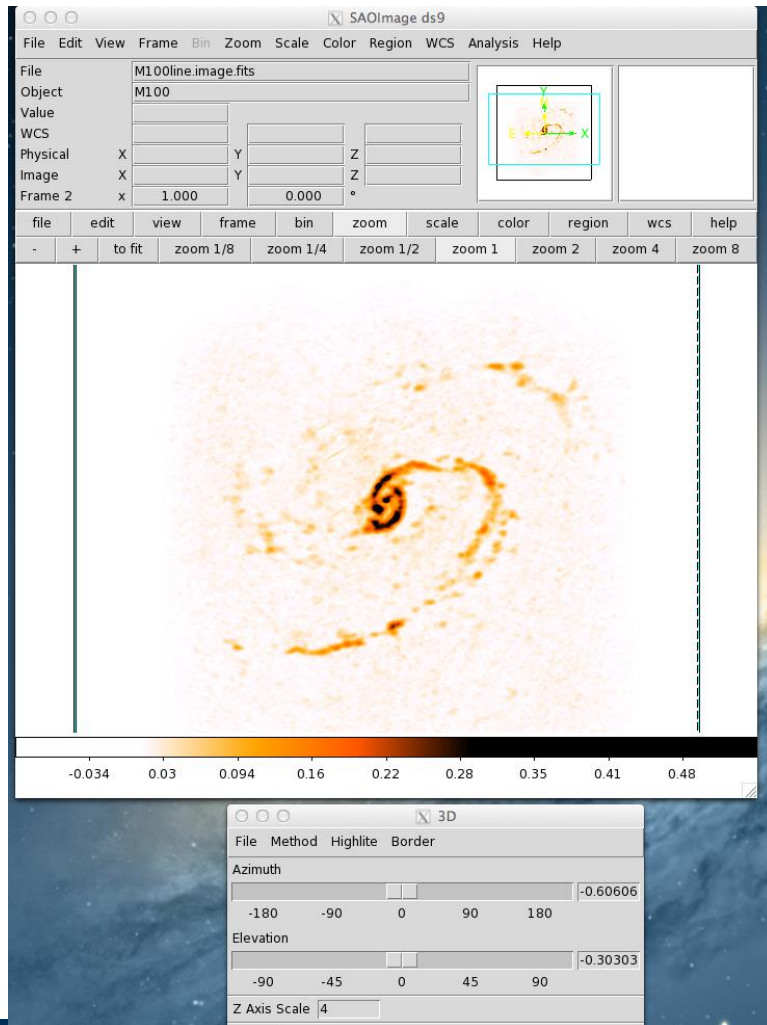 SAOImage ds9
File Edit View Frame Bin Zoom Scale Color Region WCS Analysis Help
File M100line.image.fits
Object M100
Value
WCS
Physical X Y Z
Image X Y Z
Frame 2 x 1.000 0.000 °
Y
N
E X
file edit view frame bin zoom scale color region wcs help
- + to fit zoom 1/8 zoom 1/4 zoom 1/2 zoom 1 zoom 2 zoom 4 zoom 8
-0.034 0.03 0.094 0.16 0.22 0.28 0.35 0.41 0.48
3D
File Method Highlite Border
Azimuth
-0.60606
-180 -90 0 90 180
Elevation
-0.30303
-90 -45 0 45 90
Z Axis Scale 4